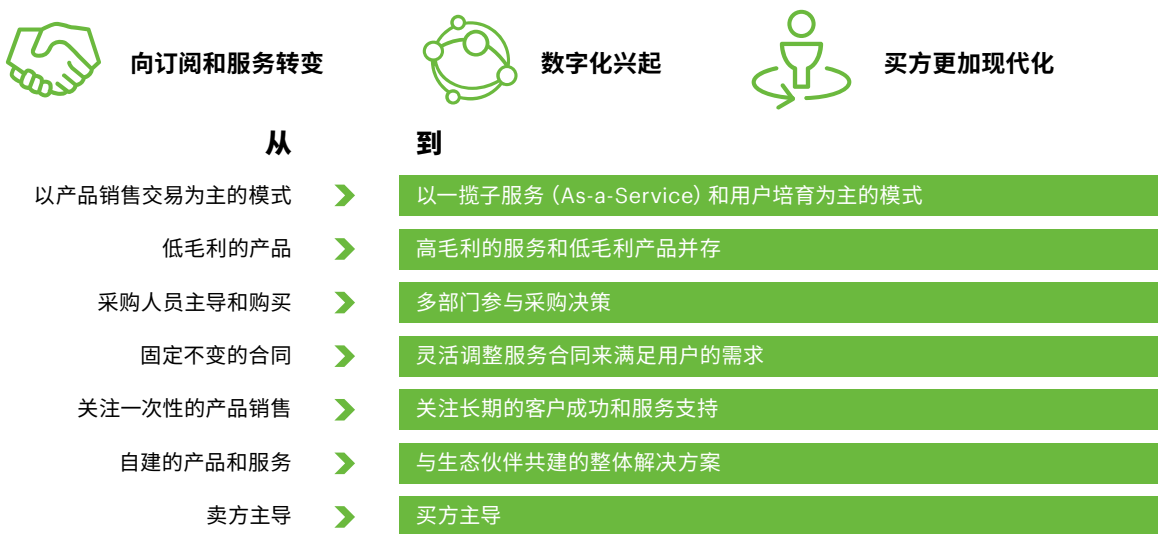 向订阅和服务转变
数字化兴起
买方更加现代化
从 到
以产品销售交易为主的模式 以一揽子服务（As-a-Service）和用户培育为主的模式
低毛利的产品 高毛利的服务和低毛利产品并存
采购人员主导和购买 多部门参与采购决策
固定不变的合同 灵活调整服务合同来满足用户的需求
关注一次性的产品销售 关注长期的客户成功和服务支持
自建的产品和服务 与生态伙伴共建的整体解决方案
卖方主导 买方主导